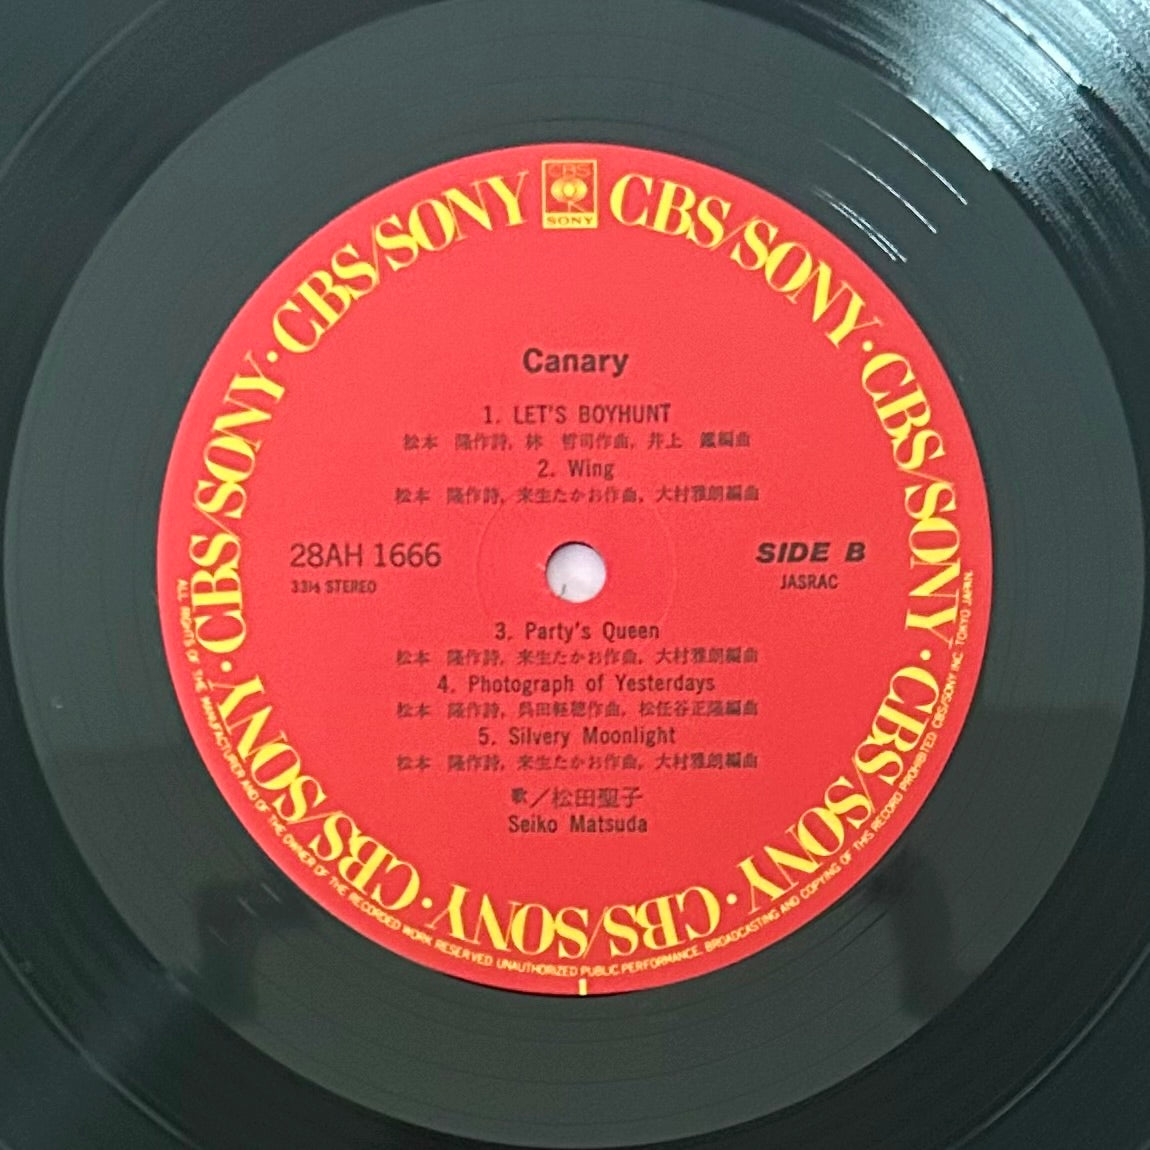 CBS
SONY
CBS/SONY · CBS/SONY · CBS/SONY · CBS/SONY · CBS/SONY · CBS/SONY · CBS/SONY · CBS/SONY
Canary
1. LET'S BOYHUNT
松本 隆作詩, 林 哲司作曲, 井上 鑑編曲
2. Wing
松本 隆作詩, 来生たかお作曲, 大村雅朗編曲
28AH 1666
33⅓ STEREO
SIDE B
JASRAC
3. Party's Queen
松本 隆作詩, 来生たかお作曲, 大村雅朗編曲
4. Photograph of Yesterdays
松本 隆作詩, 呉田軽穂作曲, 松任谷正隆編曲
5. Silvery Moonlight
松本 隆作詩, 来生たかお作曲, 大村雅朗編曲
歌/松田聖子
Seiko Matsuda
ALL RIGHTS OF THE MANUFACTURER AND OF THE OWNER OF THE RECORDED WORK RESERVED. UNAUTHORIZED PUBLIC PERFORMANCE, BROADCASTING AND COPYING OF THIS RECORD PROHIBITED CBS/SONY INC. TOKYO JAPAN.